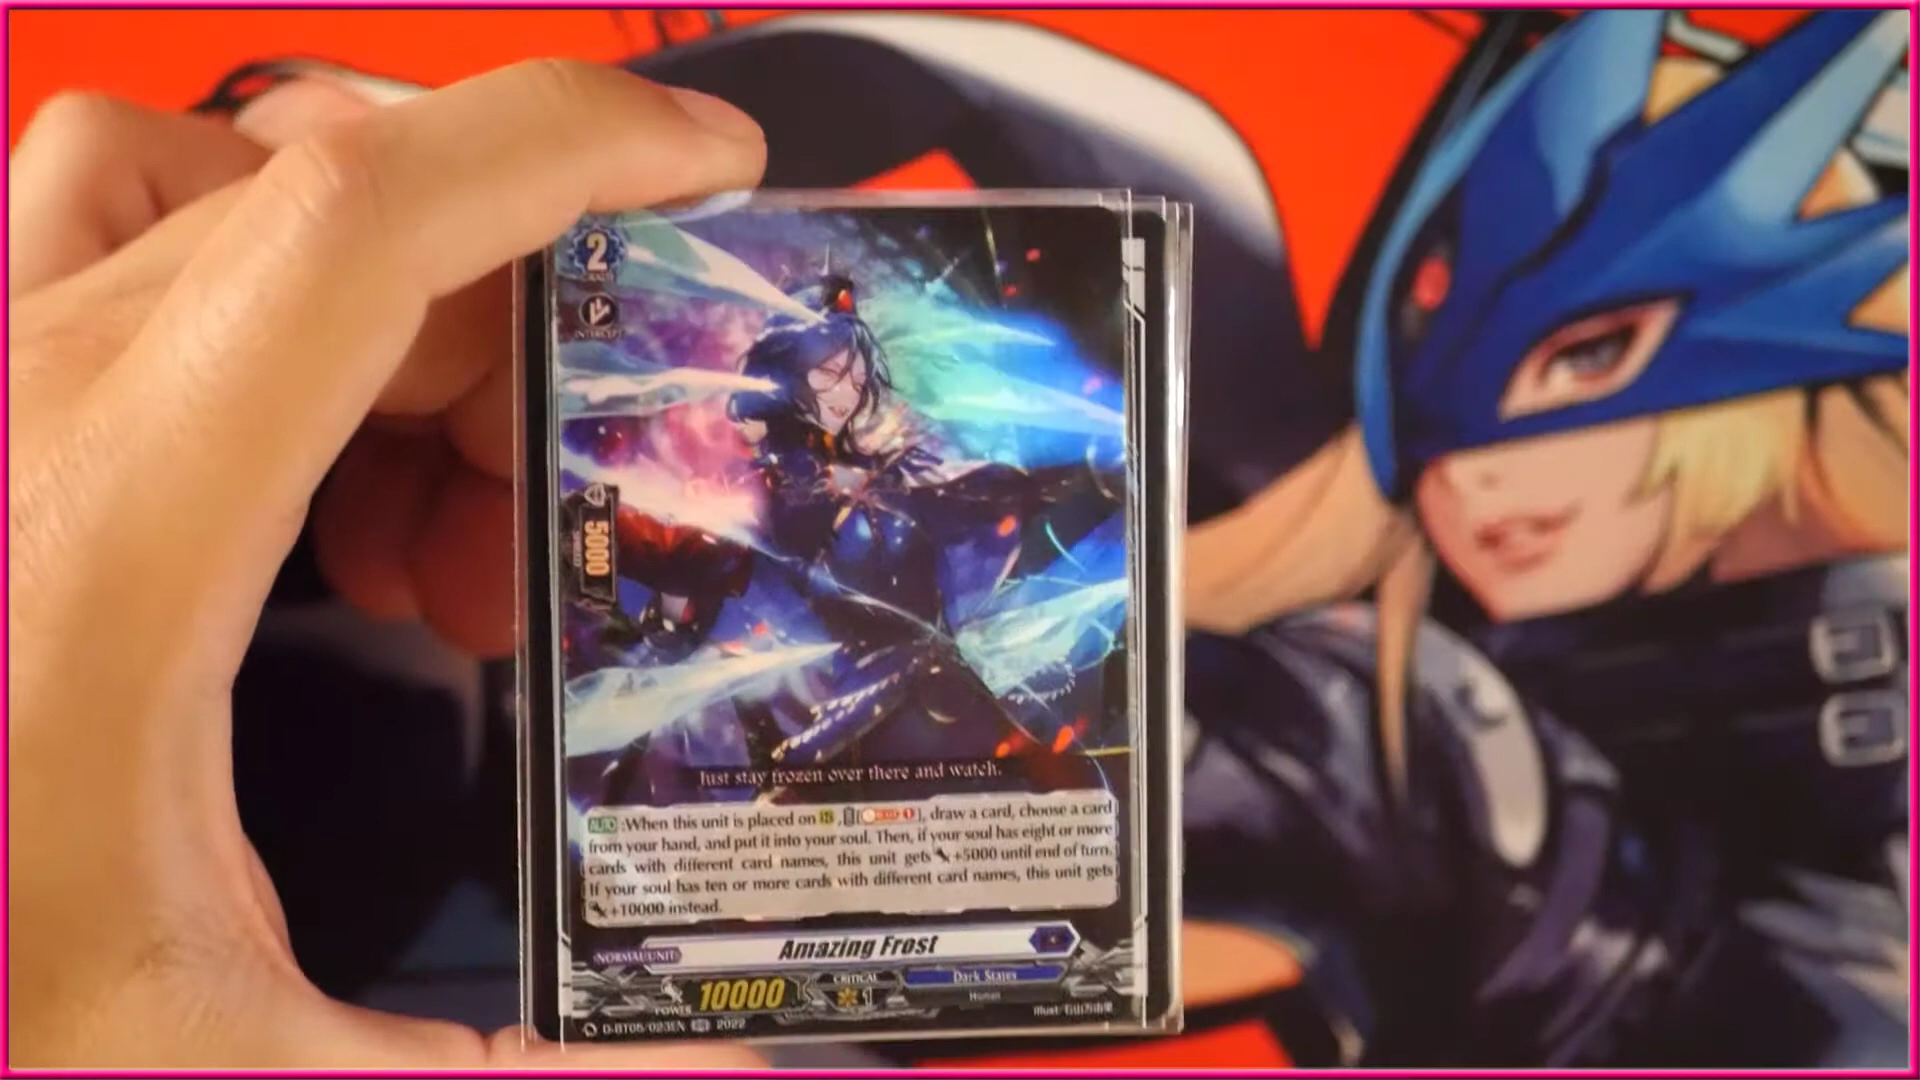 2
GRADE
INTERCEPT
5000
SHIELD
Just stay frozen over there and watch.
AUTO :When this unit is placed on , [ 1], draw a card, choose a card
from your hand, and put it into your soul. Then, if your soul has eight or more
cards with different card names, this unit gets +5000 until end of turn.
If your soul has ten or more cards with different card names, this unit gets
+10000 instead.
NORMAL UNIT
Amazing Frost
POWER 10000
CRITICAL
1
Dark States
Human
D-BT05/023EN RR 2022
Illust.